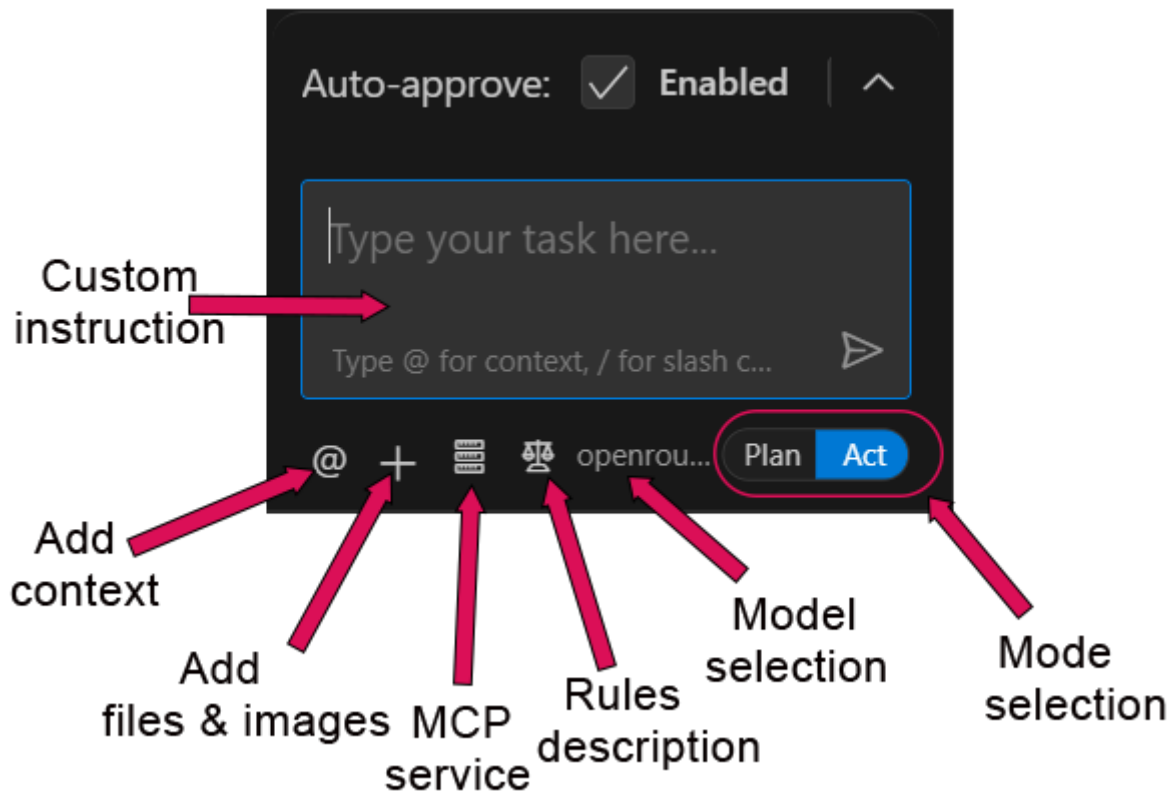 Auto-approve: Enabled
Type your task here...
Custom
instruction
Type @ for context, / for slash c...
@ openrou... Plan Act
Add
context
Add
files & images
MCP
service
Rules
description
Model
selection
Mode
selection